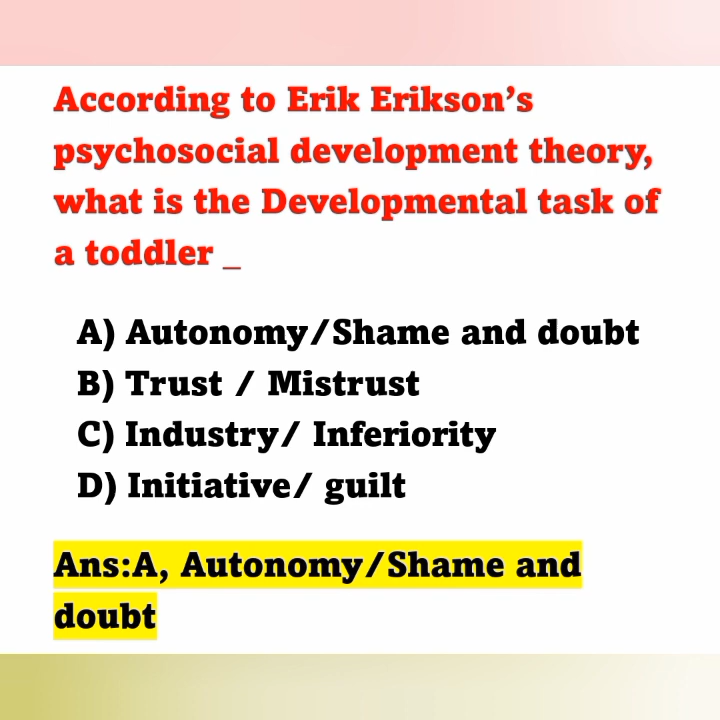 According to Erik Erikson’s
psychosocial development theory,
what is the Developmental task of
a toddler _
A) Autonomy/Shame and doubt
B) Trust / Mistrust
C) Industry/ Inferiority
D) Initiative/ guilt
Ans:A, Autonomy/Shame and
doubt